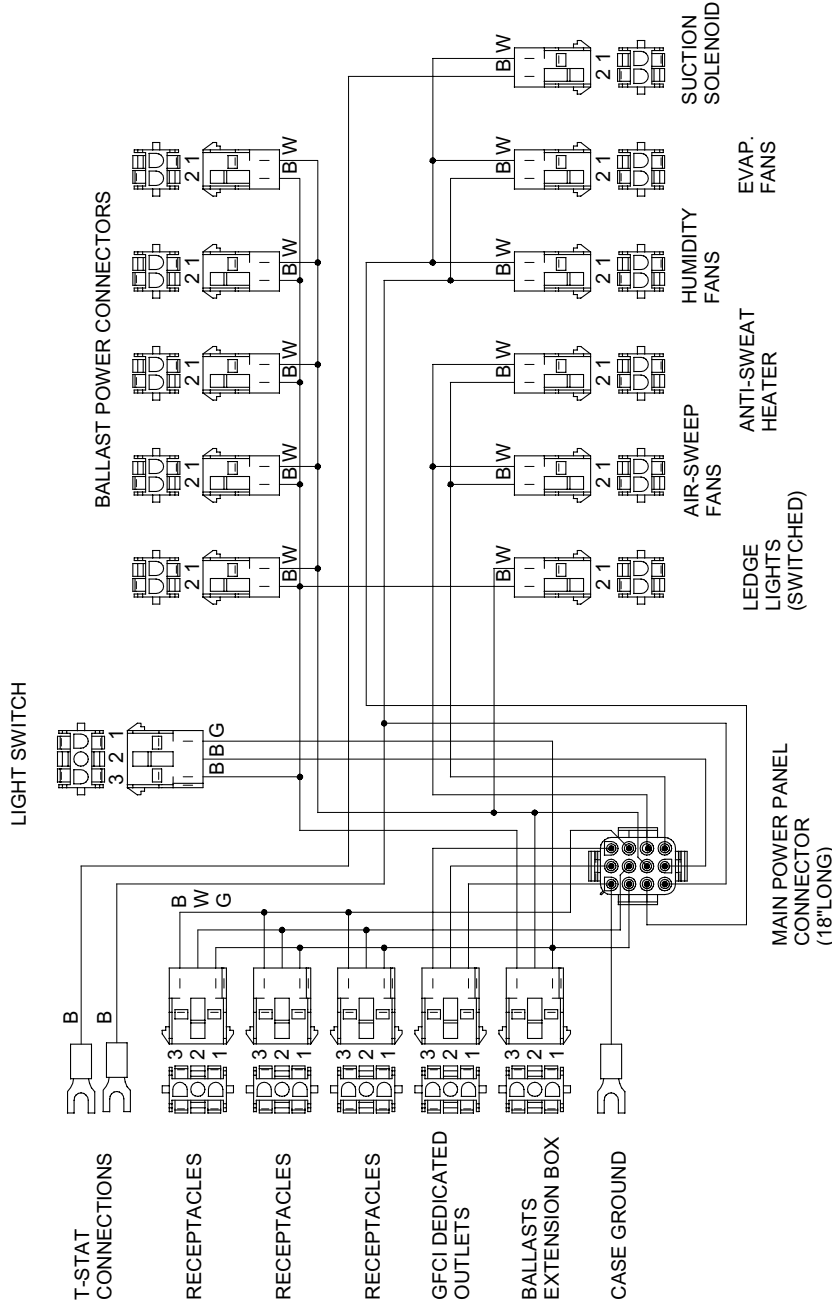 LIGHT SWITCH
3 2 1
B B G
T-STAT
CONNECTIONS
B
B
BALLAST POWER CONNECTORS
2 1
B W
2 1
B W
2 1
B W
2 1
B W
2 1
B W
RECEPTACLES
3
2
1
B
W
G
RECEPTACLES
3
2
1
RECEPTACLES
3
2
1
GFCI DEDICATED
OUTLETS
3
2
1
BALLASTS
EXTENSION BOX
3
2
1
CASE GROUND
B W
2 1
B W
2 1
B W
2 1
B W
2 1
B W
2 1
B W
2 1
LEDGE
LIGHTS
(SWITCHED)
AIR-SWEEP
FANS
ANTI-SWEAT
HEATER
HUMIDITY
FANS
EVAP.
FANS
SUCTION
SOLENOID
MAIN POWER PANEL
CONNECTOR
(18"LONG)